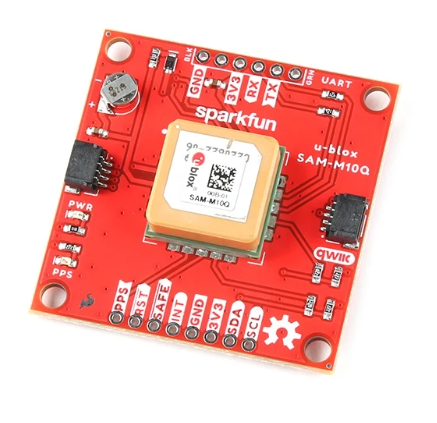 BLK
GND
3V3
RX
TX
GRN
UART
sparkfun
u-blox
SAM-M10Q
blox
SAM-M10Q
PWR
PPS
qwiic
PPS
RST
SAFE
INT
GND
3V3
SDA
SCL